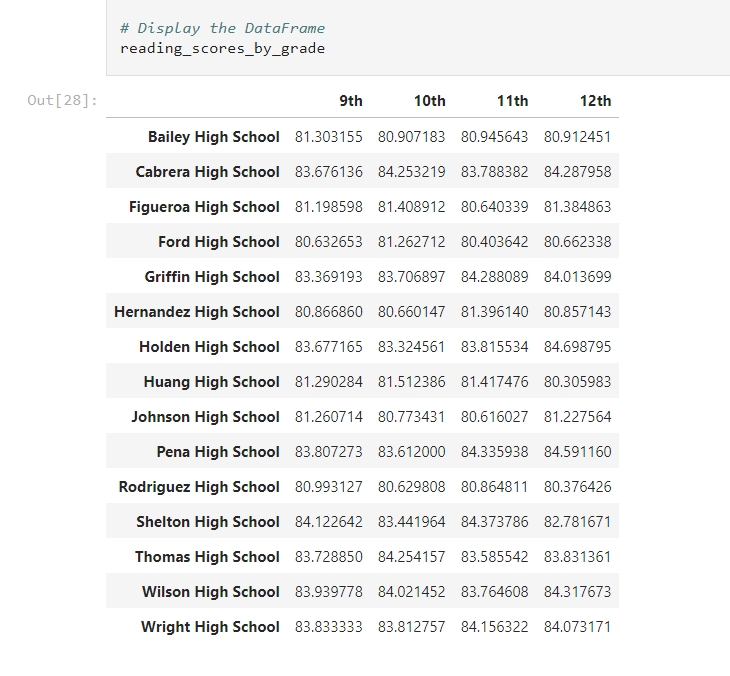 # Display the DataFrame
reading_scores_by_grade
Out[28]:
9th 10th 11th 12th
Bailey High School 81.303155 80.907183 80.945643 80.912451
Cabrera High School 83.676136 84.253219 83.788382 84.287958
Figueroa High School 81.198598 81.408912 80.640339 81.384863
Ford High School 80.632653 81.262712 80.403642 80.662338
Griffin High School 83.369193 83.706897 84.288089 84.013699
Hernandez High School 80.866860 80.660147 81.396140 80.857143
Holden High School 83.677165 83.324561 83.815534 84.698795
Huang High School 81.290284 81.512386 81.417476 80.305983
Johnson High School 81.260714 80.773431 80.616027 81.227564
Pena High School 83.807273 83.612000 84.335938 84.591160
Rodriguez High School 80.993127 80.629808 80.864811 80.376426
Shelton High School 84.122642 83.441964 84.373786 82.781671
Thomas High School 83.728850 84.254157 83.585542 83.831361
Wilson High School 83.939778 84.021452 83.764608 84.317673
Wright High School 83.833333 83.812757 84.156322 84.073171